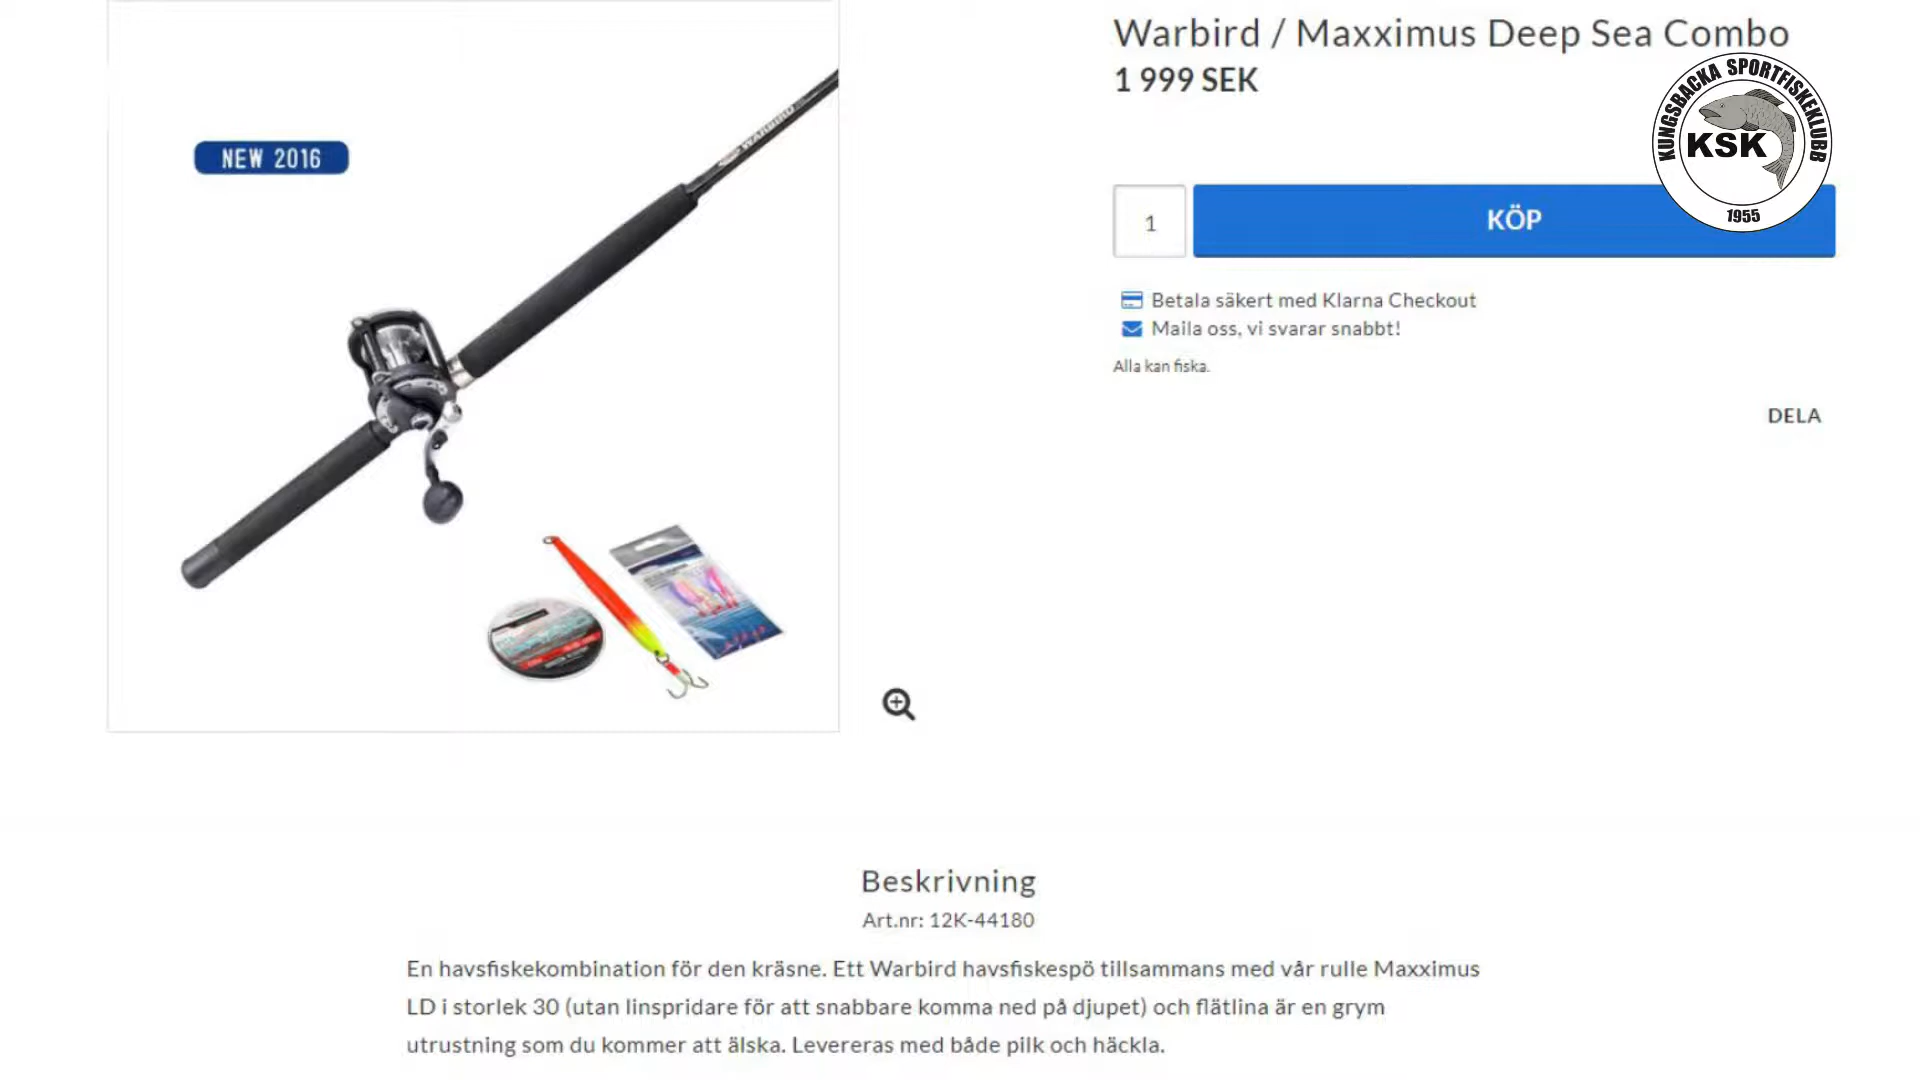 Warbird / Maxximus Deep Sea Combo
1 999 SEK
KUNGSBACKA SPORTFISKEKLUBB
KSK
1955
NEW 2016
WARBIRD
1
KÖP
Betala säkert med Klarna Checkout
Maila oss, vi svarar snabbt!
Alla kan fiska.
DELA
Beskrivning
Art.nr: 12K-44180
En havsfiskekombination för den kräsne. Ett Warbird havsfiskespö tillsammans med vår rulle Maxximus
LD i storlek 30 (utan linspridare för att snabbare komma ned på djupet) och flätlina är en grym
utrustning som du kommer att älska. Levereras med både pilk och häckla.